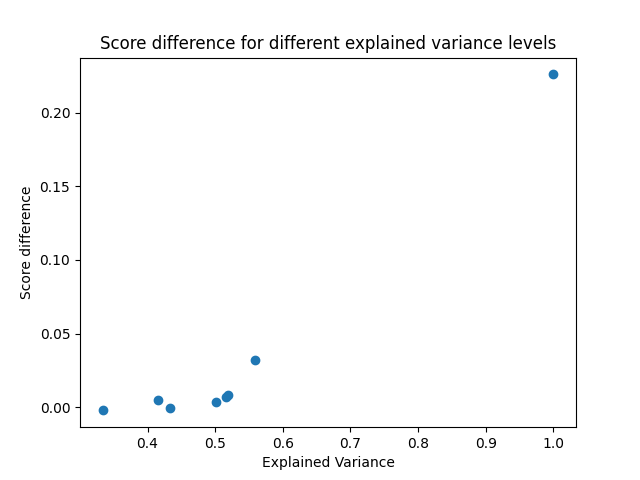 Score difference for different explained variance levels
0.20
0.15
0.10
0.05
0.00
Score difference
0.4 0.5 0.6 0.7 0.8 0.9 1.0
Explained Variance